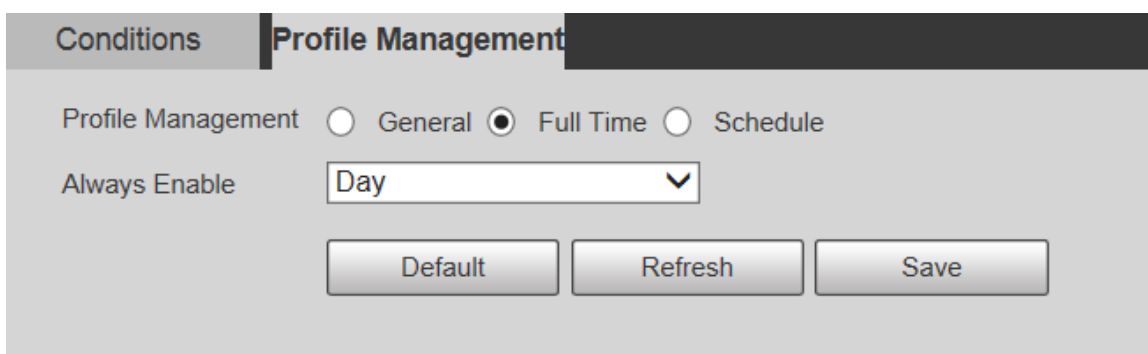 Conditions Profile Management
Profile Management General Full Time Schedule
Always Enable Day
Default Refresh Save